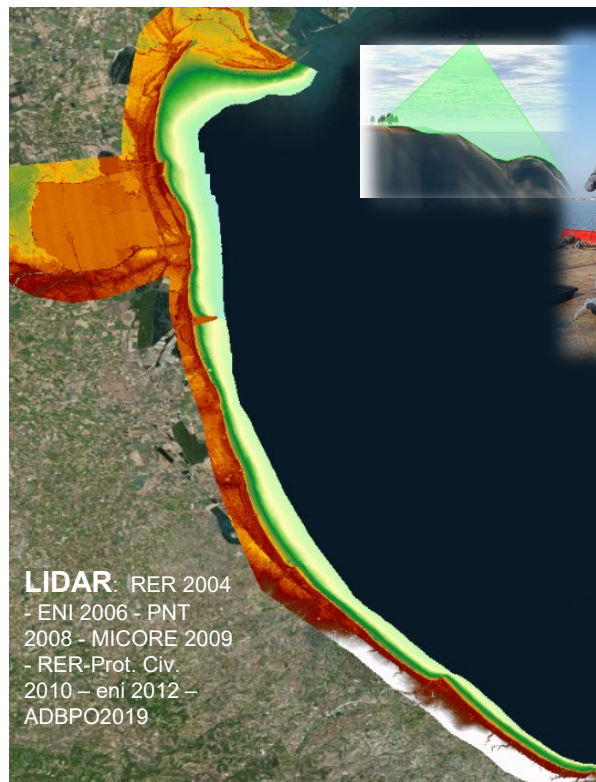 LIDAR: RER 2004
- ENI 2006 - PNT
2008 - MICORE 2009
- RER-Prot. Civ.
2010 – eni 2012 –
ADBPO2019